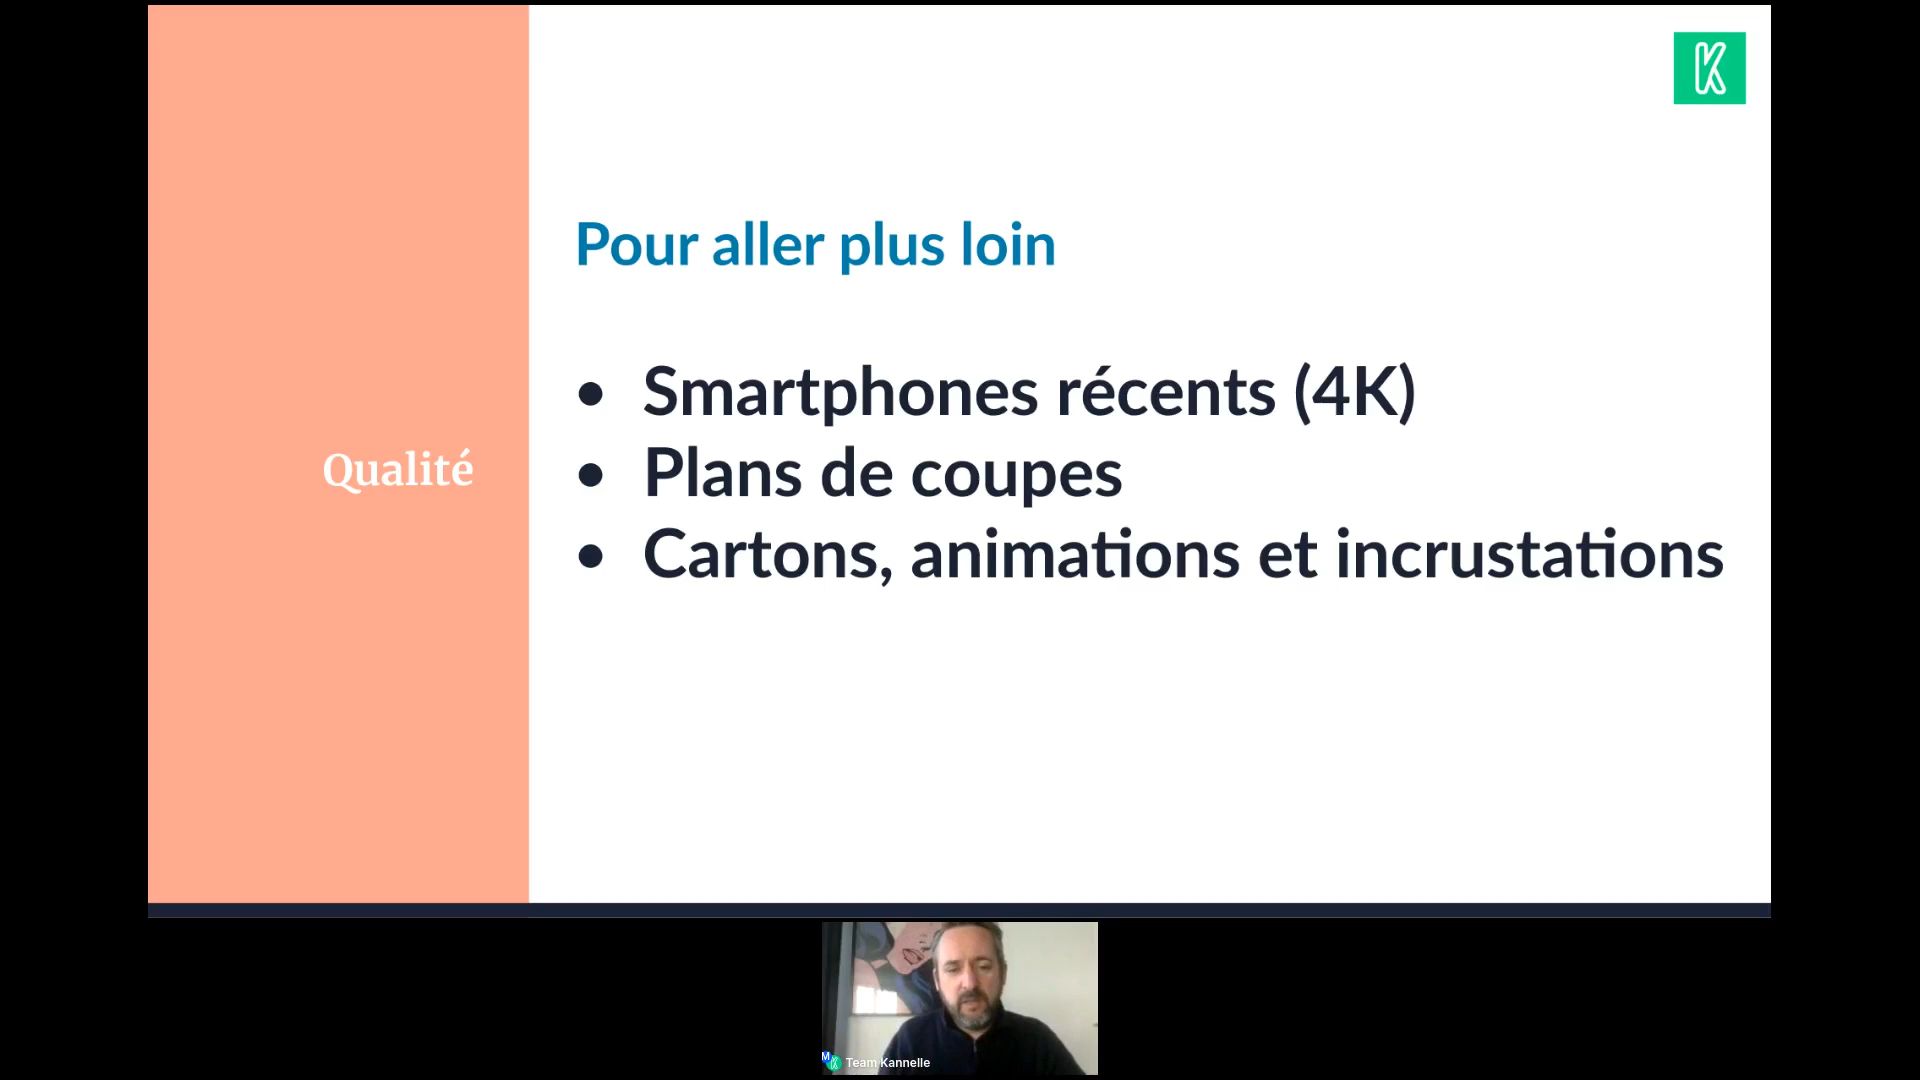 Qualité
Pour aller plus loin
• Smartphones récents (4K)
• Plans de coupes
• Cartons, animations et incrustations
K
M
Team Kannelle